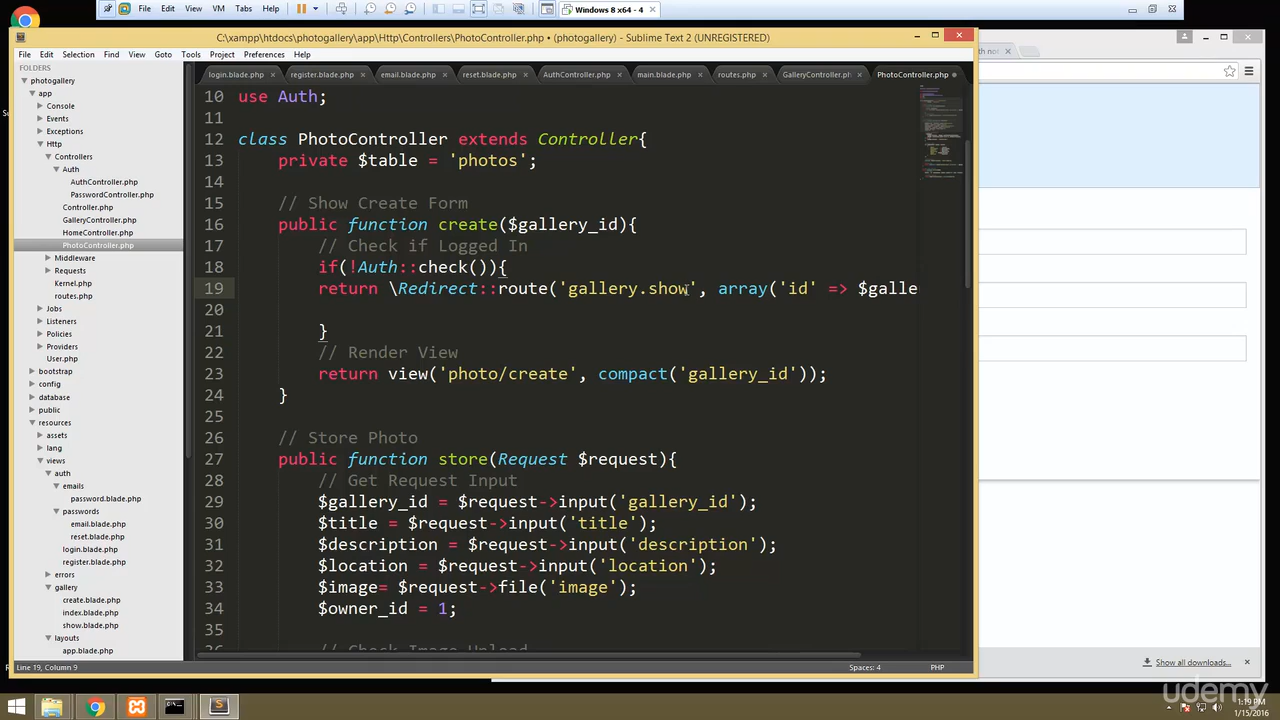 File Edit View VM Tabs Help
Windows 8 x64 - 4
C:\xampp\htdocs\photogallery\app\Http\Controllers\PhotoController.php • (photogallery) - Sublime Text 2 (UNREGISTERED)
File Edit Selection Find View Goto Tools Project Preferences Help
FOLDERS
photogallery
app
Console
Events
Exceptions
Http
Controllers
Auth
AuthController.php
PasswordController.php
Controller.php
GalleryController.php
HomeController.php
PhotoController.php
Middleware
Requests
Kernel.php
routes.php
Jobs
Listeners
Policies
Providers
User.php
bootstrap
config
database
public
resources
assets
lang
views
auth
emails
password.blade.php
passwords
email.blade.php
reset.blade.php
login.blade.php
register.blade.php
errors
gallery
create.blade.php
index.blade.php
show.blade.php
layouts
app.blade.php
login.blade.php register.blade.php email.blade.php reset.blade.php AuthController.php main.blade.php routes.php GalleryController.ph PhotoController.php
10 use Auth;
11
12 class PhotoController extends Controller{
13 private $table = 'photos';
14
15 // Show Create Form
16 public function create($gallery_id){
17 // Check if Logged In
18 if(!Auth::check()){
19 return \Redirect::route('gallery.show', array('id' => $galle
20
21 }
22 // Render View
23 return view('photo/create', compact('gallery_id'));
24 }
25
26 // Store Photo
27 public function store(Request $request){
28 // Get Request Input
29 $gallery_id = $request->input('gallery_id');
30 $title = $request->input('title');
31 $description = $request->input('description');
32 $location = $request->input('location');
33 $image= $request->file('image');
34 $owner_id = 1;
35
36 // Check Image Upload
Line 19, Column 9
Spaces: 4
PHP
Show all downloads...
udemy
1:19 PM
1/15/2016